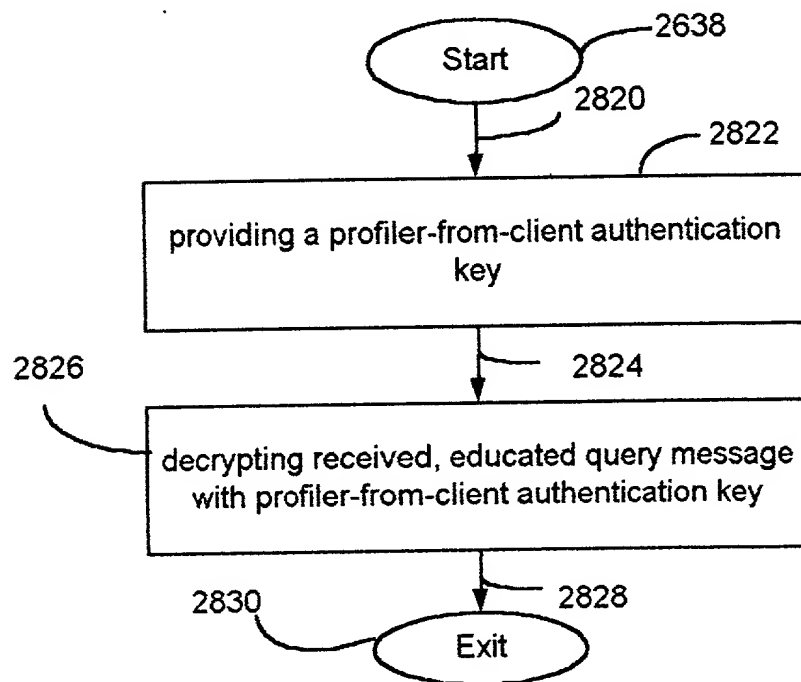 2638
Start
2820
2822
providing a profiler-from-client authentication
key
2824
2826
decrypting received, educated query message
with profiler-from-client authentication key
2828
2830
Exit